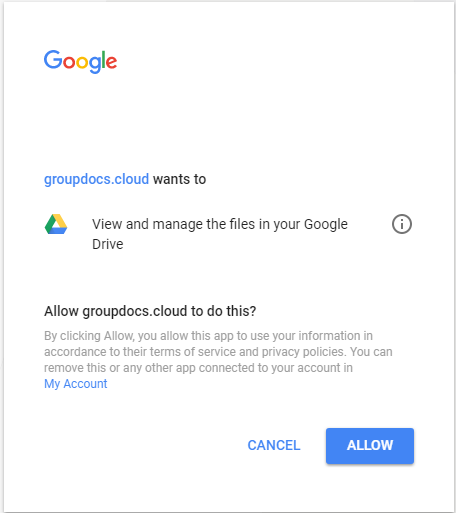 Google
groupdocs.cloud wants to
View and manage the files in your Google
Drive
Allow groupdocs.cloud to do this?
By clicking Allow, you allow this app to use your information in
accordance to their terms of service and privacy policies. You can
remove this or any other app connected to your account in
My Account
CANCEL
ALLOW